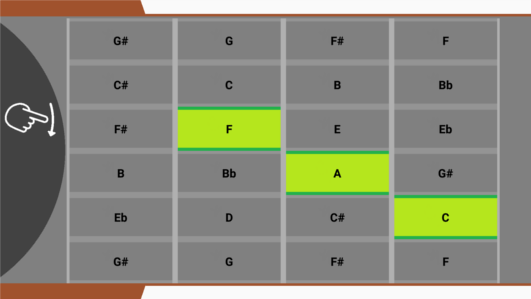 G# G F# F
C# C B Bb
F# F E Eb
B Bb A G#
Eb D C# C
G# G F# F